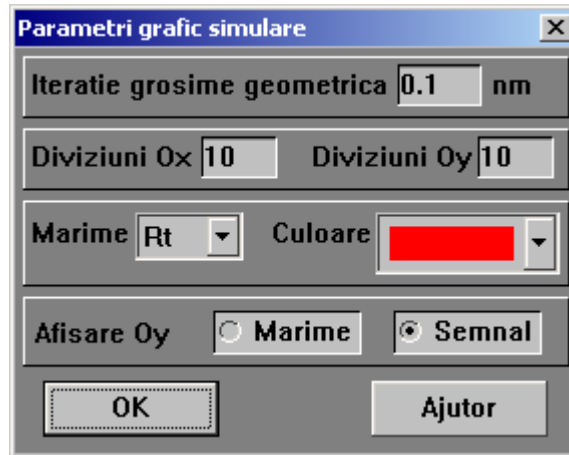 Parametri grafic simulare
Iteratie grosime geometrica 0.1 nm
Diviziuni Ox 10 Diviziuni Oy 10
Marime Rt Culoare
Afisare Oy Marime Semnal
OK Ajutor